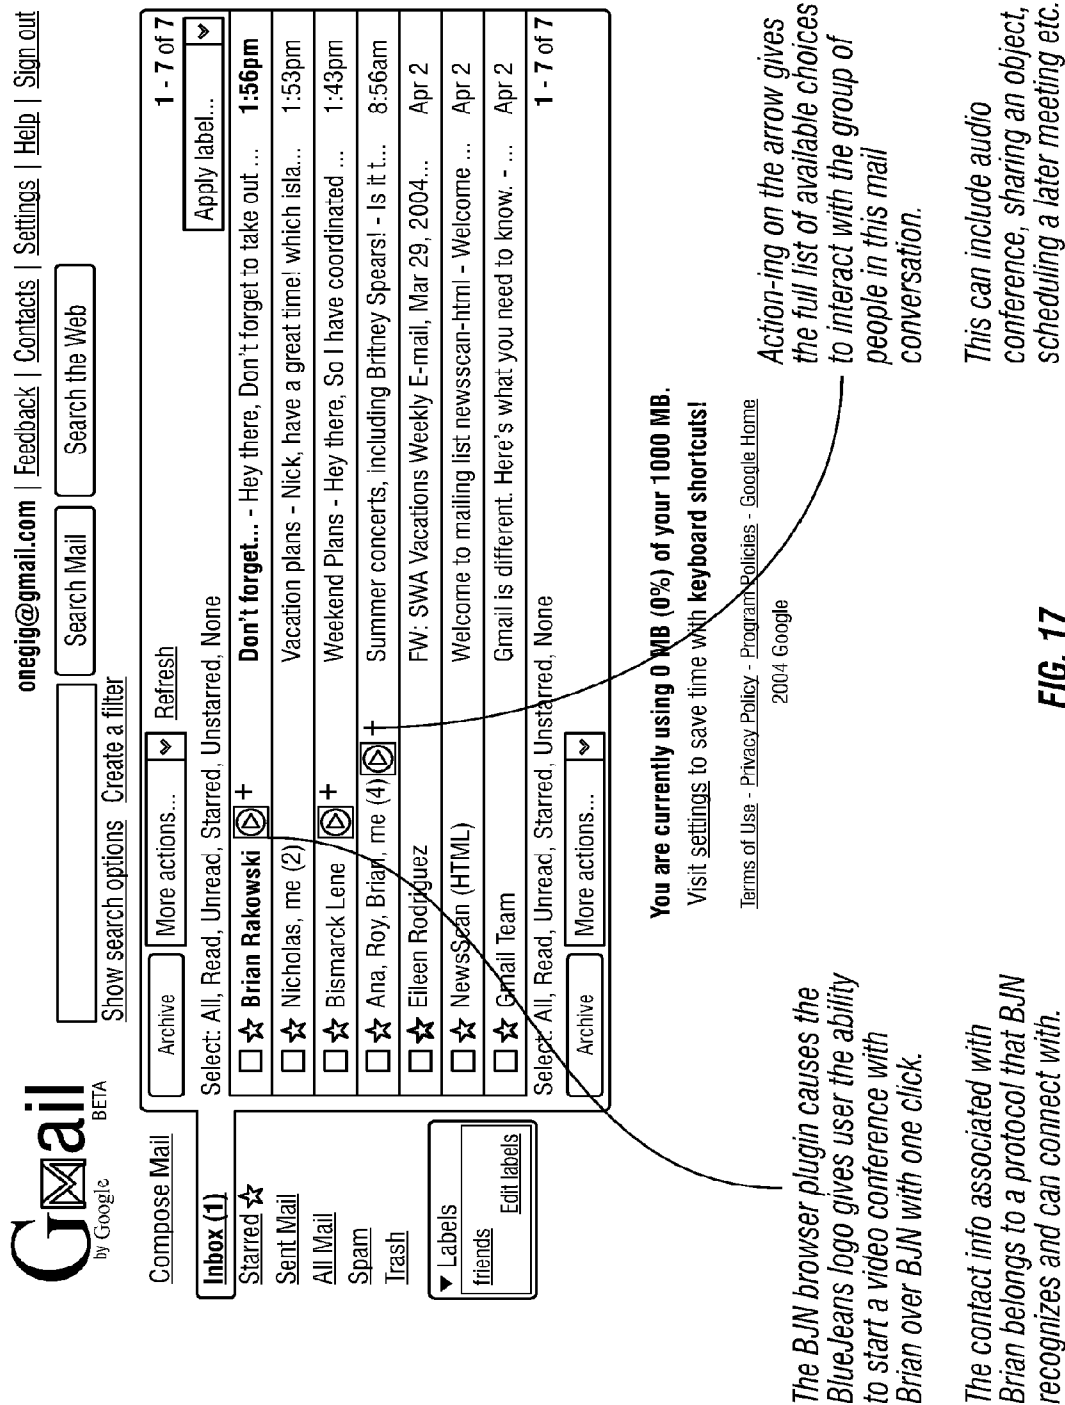 Gmail
by Google
BETA
onegig@gmail.com | Feedback | Contacts | Settings | Help | Sign out
Search Mail
Search the Web
Show search options
Create a filter
Compose Mail
Inbox (1)
Starred
Sent Mail
All Mail
Spam
Trash
Labels
friends
Edit labels
Archive
More actions...
Refresh
1 - 7 of 7
Select: All, Read, Unread, Starred, Unstarred, None
Apply label...
Brian Rakowski + Don't forget... - Hey there, Don't forget to take out ... 1:56pm
Nicholas, me (2) Vacation plans - Nick, have a great time! which isla... 1:53pm
Bismarck Lene + Weekend Plans - Hey there, So I have coordinated ... 1:43pm
Ana, Roy, Brian, me (4) + Summer concerts, including Britney Spears! - Is it t... 8:56am
Eileen Rodriguez FW: SWA Vacations Weekly E-mail, Mar 29, 2004... Apr 2
NewsScan (HTML) Welcome to mailing list newsscan-html - Welcome ... Apr 2
Gmail Team Gmail is different. Here's what you need to know. - ... Apr 2
Select: All, Read, Unread, Starred, Unstarred, None
1 - 7 of 7
Archive
More actions...
You are currently using 0 MB (0%) of your 1000 MB.
Visit settings to save time with keyboard shortcuts!
Terms of Use - Privacy Policy - Program Policies - Google Home
2004 Google
The BJN browser plugin causes the
BlueJeans logo gives user the ability
to start a video conference with
Brian over BJN with one click.
The contact info associated with
Brian belongs to a protocol that BJN
recognizes and can connect with.
Action-ing on the arrow gives
the full list of available choices
to interact with the group of
people in this mail
conversation.
This can include audio
conference, sharing an object,
scheduling a later meeting etc.
FIG. 17